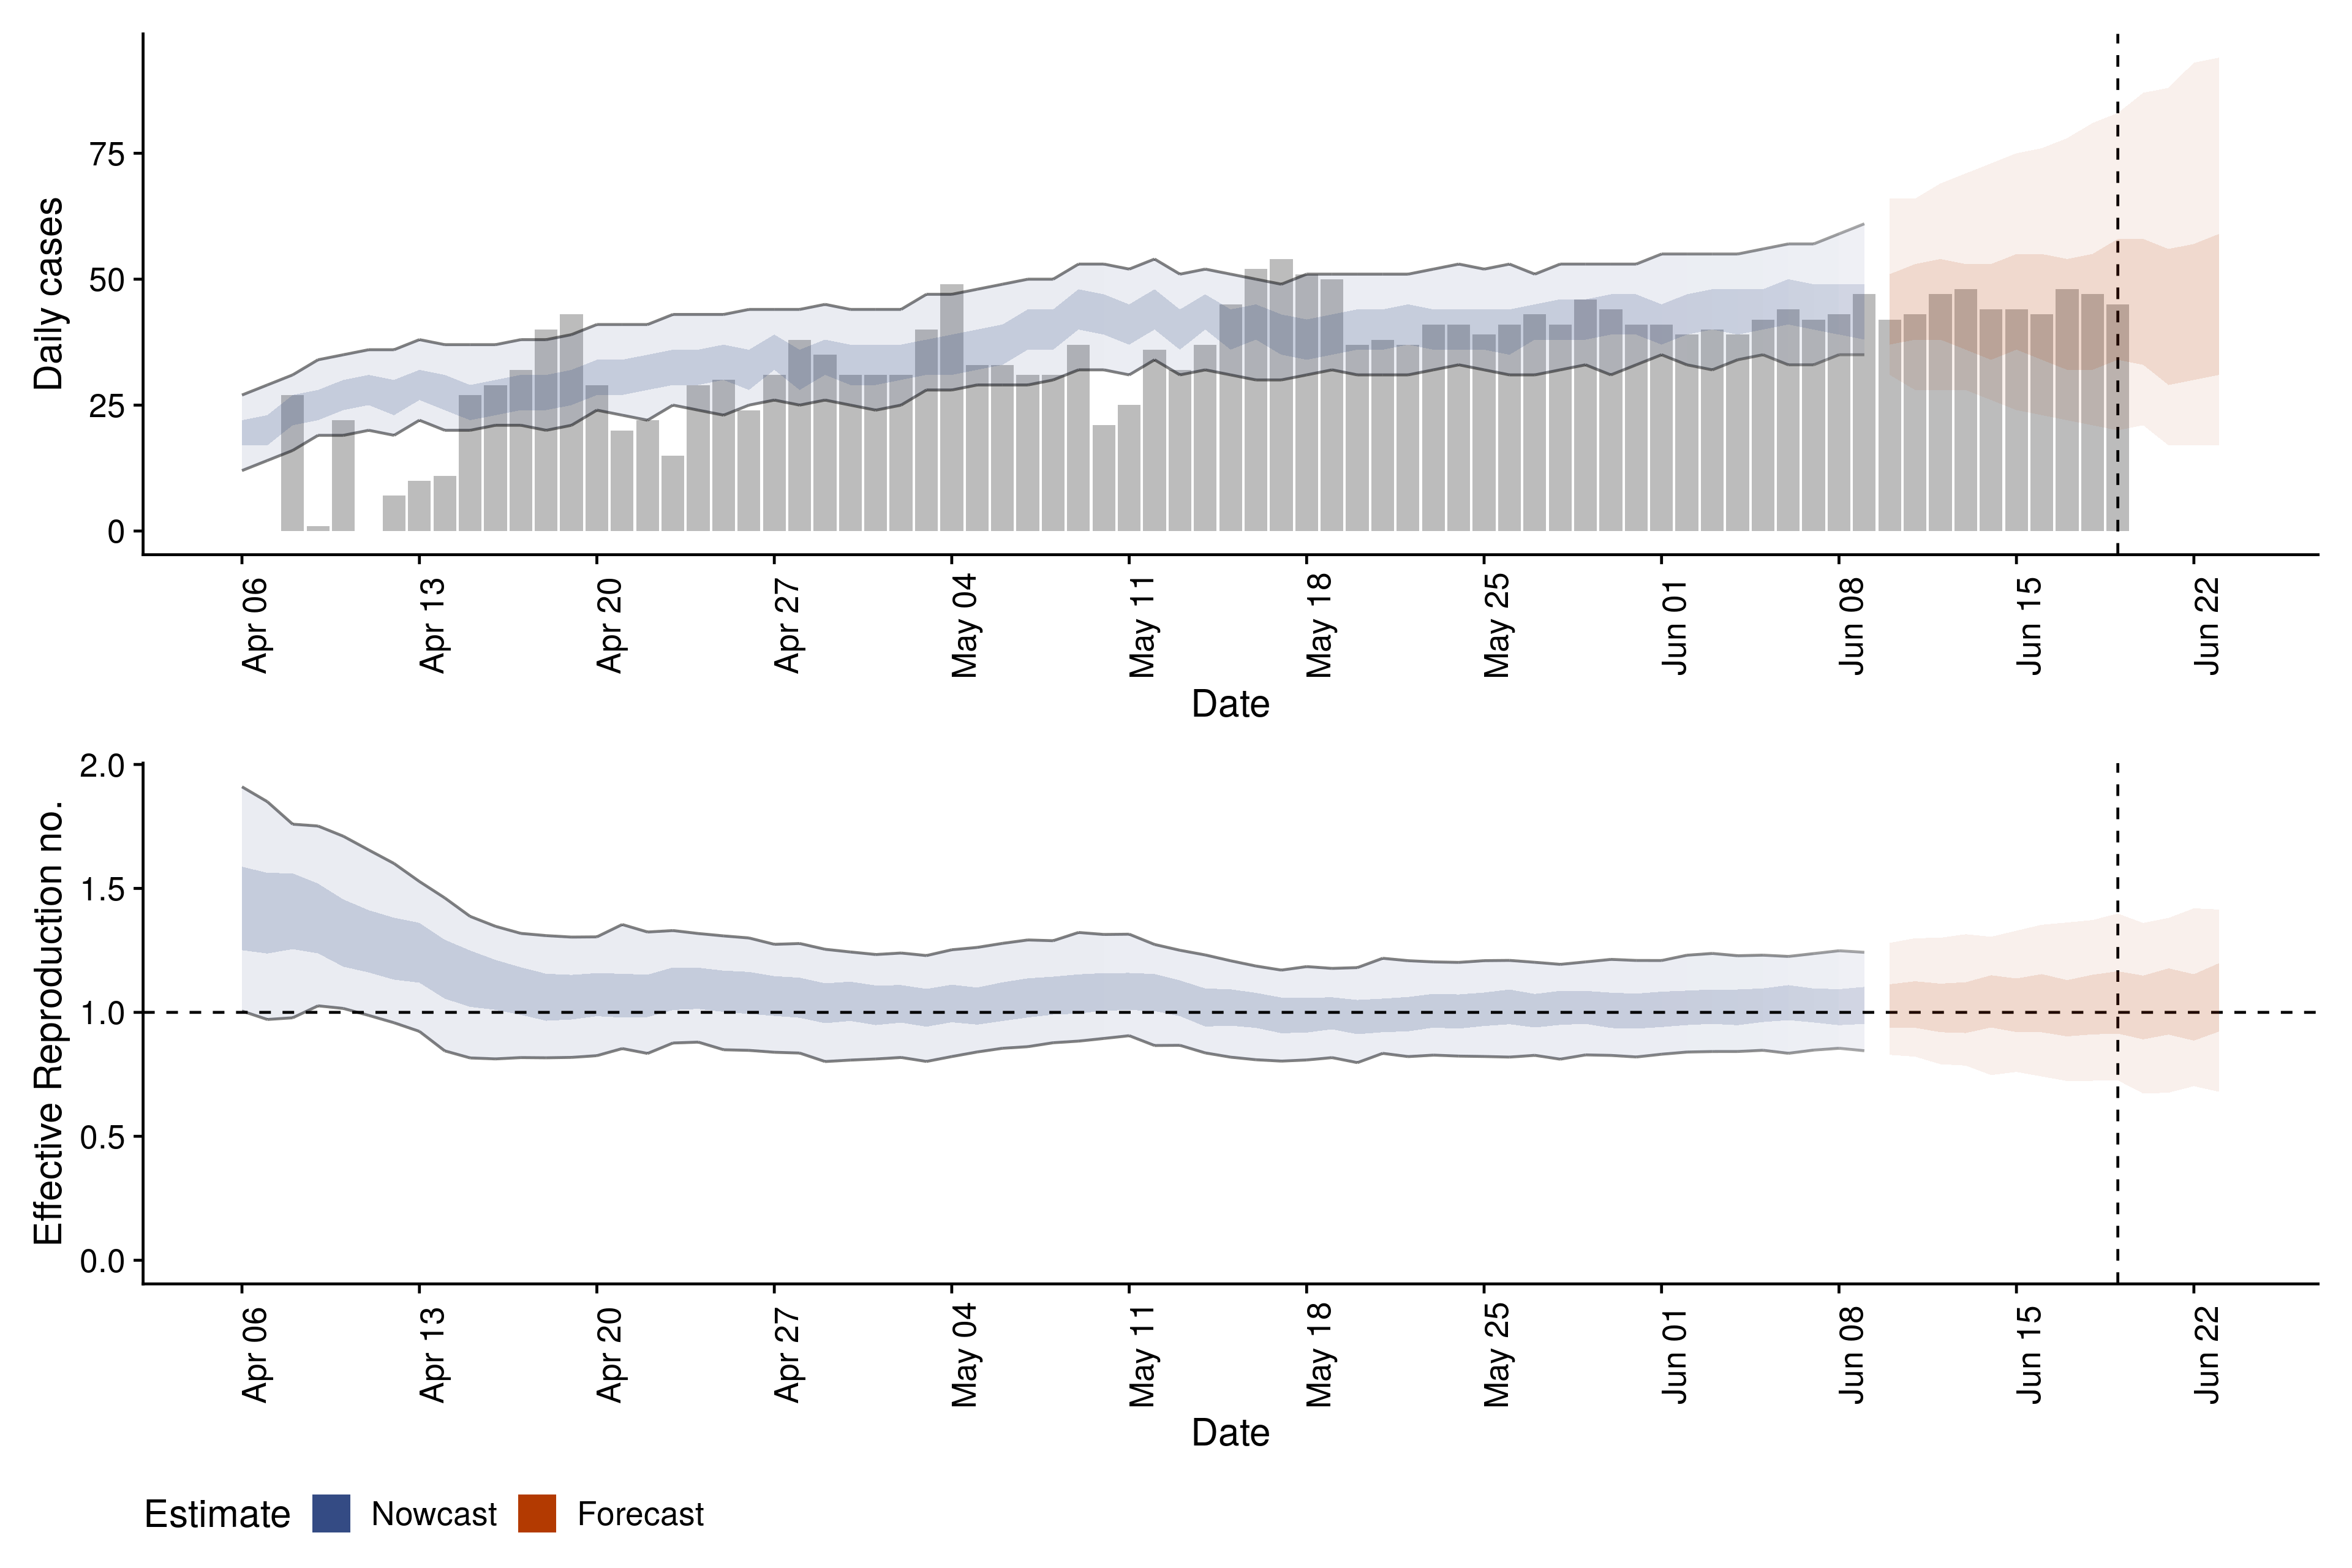 Daily cases
75
50
25
0
Apr 06
Apr 13
Apr 20
Apr 27
May 04
May 11
May 18
May 25
Jun 01
Jun 08
Jun 15
Jun 22
Date
Effective Reproduction no.
2.0
1.5
1.0
0.5
0.0
Apr 06
Apr 13
Apr 20
Apr 27
May 04
May 11
May 18
May 25
Jun 01
Jun 08
Jun 15
Jun 22
Date
Estimate Nowcast Forecast